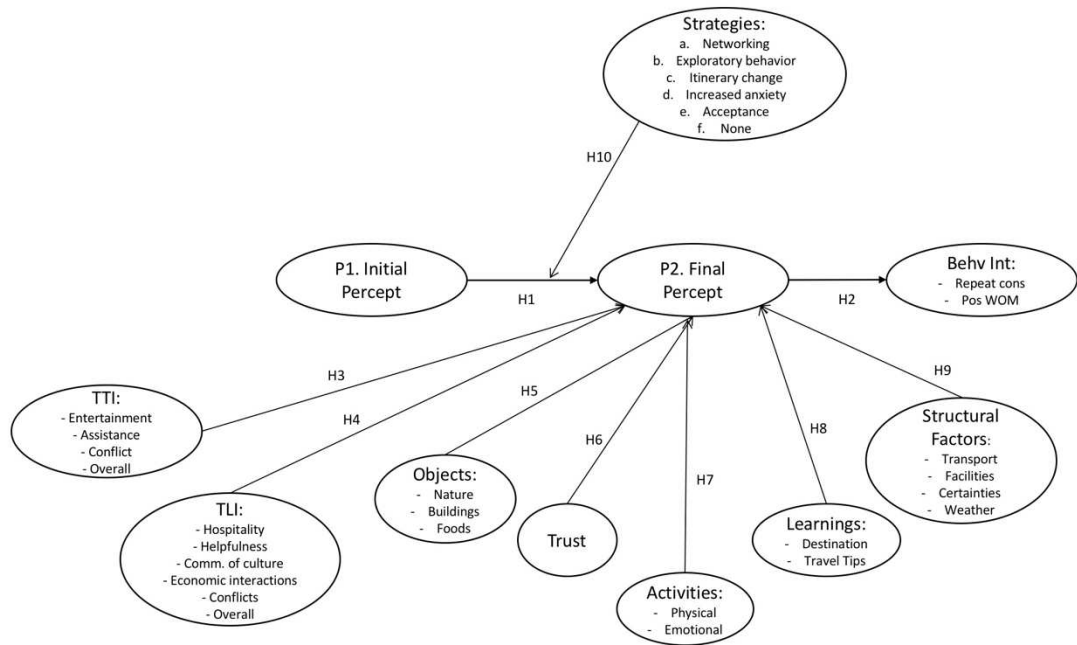 Strategies:
a. Networking
b. Exploratory behavior
c. Itinerary change
d. Increased anxiety
e. Acceptance
f. None
H10
P1. Initial
Percept
H1
P2. Final
Percept
H2
Behv Int:
- Repeat cons
- Pos WOM
H3
H4
H5
H6
H7
H8
H9
TTI:
- Entertainment
- Assistance
- Conflict
- Overall
TLI:
- Hospitality
- Helpfulness
- Comm. of culture
- Economic interactions
- Conflicts
- Overall
Objects:
- Nature
- Buildings
- Foods
Trust
Activities:
- Physical
- Emotional
Learnings:
- Destination
- Travel Tips
Structural
Factors:
- Transport
- Facilities
- Certainties
- Weather